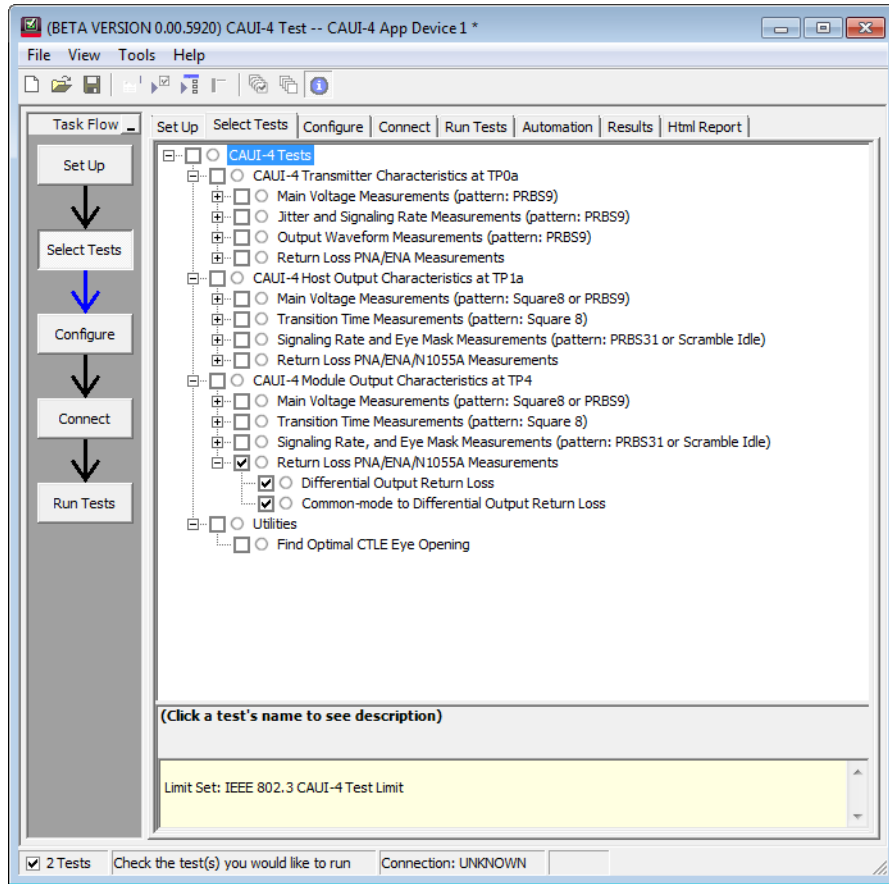 (BETA VERSION 0.00.5920) CAUI-4 Test -- CAUI-4 App Device 1 *
File View Tools Help
Task Flow
Set Up Select Tests Configure Connect Run Tests Automation Results Html Report
Set Up
Select Tests
Configure
Connect
Run Tests
CAUI-4 Tests
CAUI-4 Transmitter Characteristics at TP0a
Main Voltage Measurements (pattern: PRBS9)
Jitter and Signaling Rate Measurements (pattern: PRBS9)
Output Waveform Measurements (pattern: PRBS9)
Return Loss PNA/ENA Measurements
CAUI-4 Host Output Characteristics at TP1a
Main Voltage Measurements (pattern: Square8 or PRBS9)
Transition Time Measurements (pattern: Square 8)
Signaling Rate and Eye Mask Measurements (pattern: PRBS31 or Scramble Idle)
Return Loss PNA/ENA/N1055A Measurements
CAUI-4 Module Output Characteristics at TP4
Main Voltage Measurements (pattern: Square8 or PRBS9)
Transition Time Measurements (pattern: Square 8)
Signaling Rate, and Eye Mask Measurements (pattern: PRBS31 or Scramble Idle)
Return Loss PNA/ENA/N1055A Measurements
Differential Output Return Loss
Common-mode to Differential Output Return Loss
Utilities
Find Optimal CTLE Eye Opening
(Click a test's name to see description)
Limit Set: IEEE 802.3 CAUI-4 Test Limit
2 Tests Check the test(s) you would like to run Connection: UNKNOWN